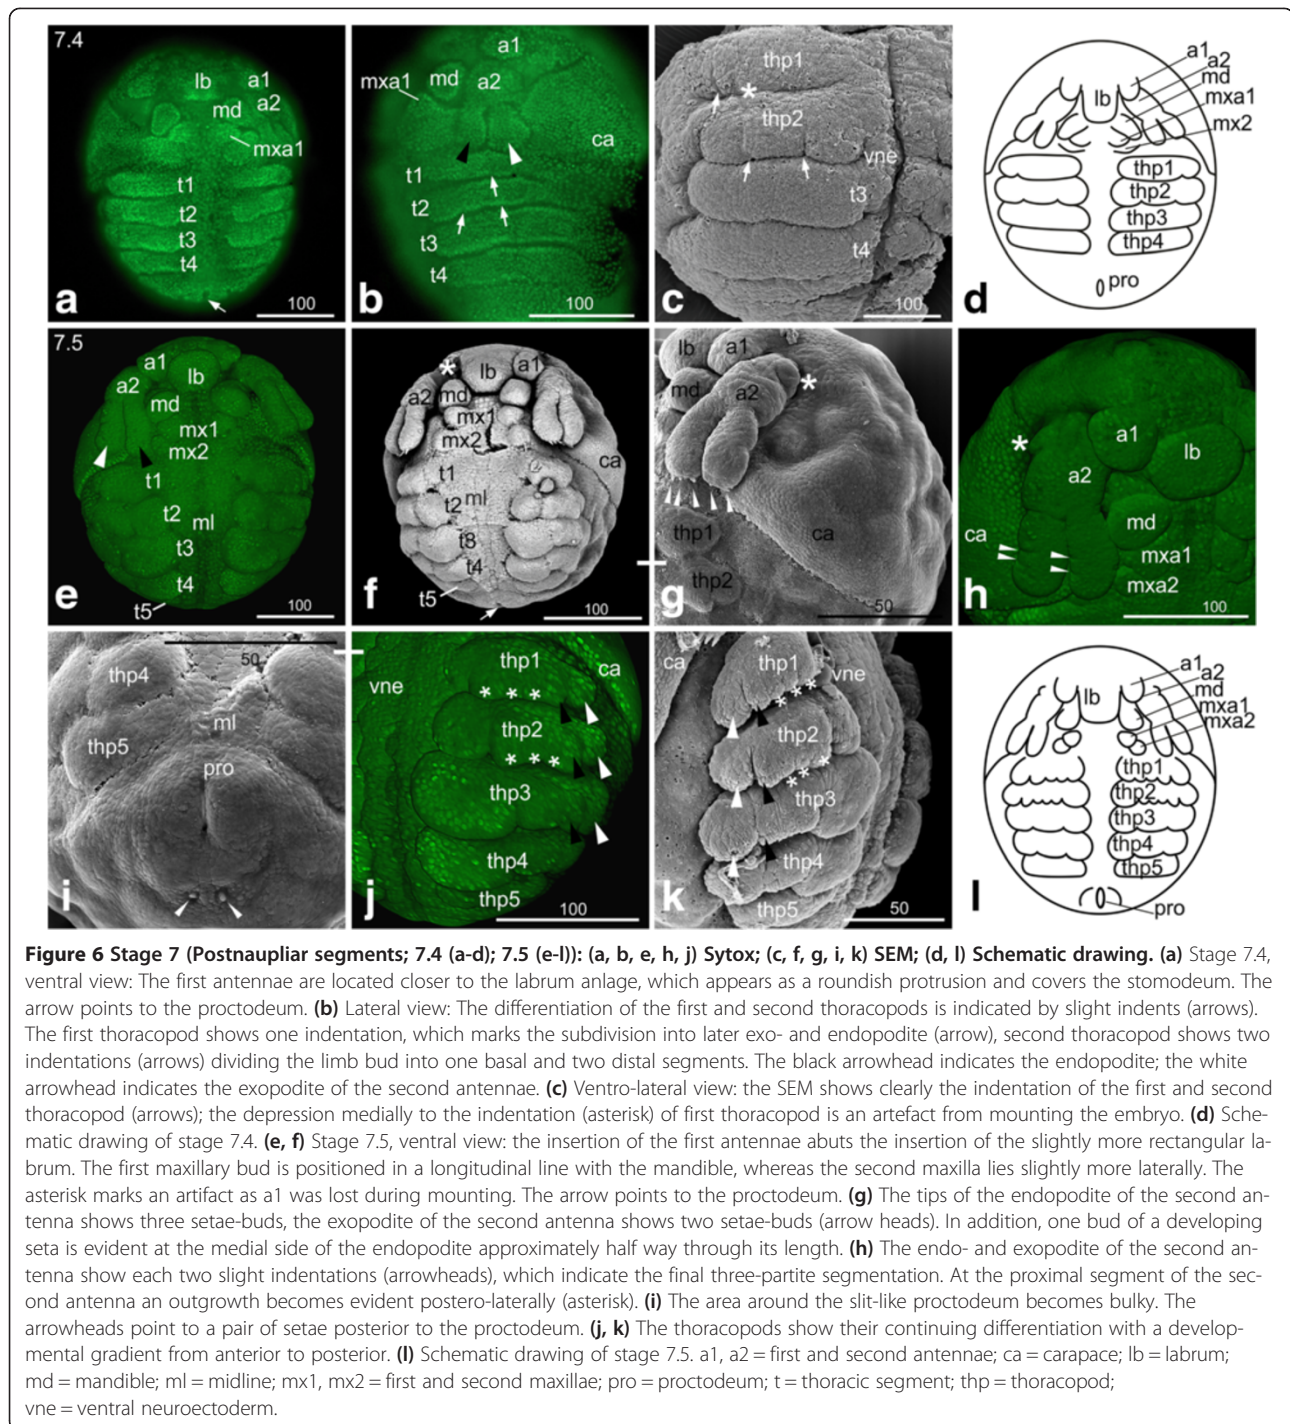 7.4
lb
a1
md
a2
mxa1
t1
t2
t3
t4
a
100
a1
md
mxa1
a2
ca
t1
t2
t3
t4
b
100
thp1
*
thp2
vne
t3
t4
c
100
a1
a2
md
lb
mxa1
mx2
thp1
thp2
thp3
thp4
pro
d
7.5
a1
lb
a2
md
mx1
mx2
t1
t2
ml
t3
t4
t5
e
100
*
lb
a1
a2
md
mx1
mx2
ca
t1
ml
t2
t3
t4
t5
f
100
lb
a1
md
a2
*
thp1
ca
thp2
g
50
*
a1
lb
a2
md
ca
mxa1
mxa2
h
100
50
thp4
ml
thp5
pro
i
thp1
ca
vne
* * *
thp2
* * *
thp3
thp4
thp5
j
100
ca
thp1
vne
* * *
thp2
* * *
thp3
thp4
thp5
k
50
a1
a2
md
lb
mxa1
mxa2
thp1
thp2
thp3
thp4
thp5
pro
l
Figure 6 Stage 7 (Postnaupliar segments; 7.4 (a-d); 7.5 (e-l)): (a, b, e, h, j) Sytox; (c, f, g, i, k) SEM; (d, l) Schematic drawing. (a) Stage 7.4,
ventral view: The first antennae are located closer to the labrum anlage, which appears as a roundish protrusion and covers the stomodeum. The
arrow points to the proctodeum. (b) Lateral view: The differentiation of the first and second thoracopods is indicated by slight indents (arrows).
The first thoracopod shows one indentation, which marks the subdivision into later exo- and endopodite (arrow), second thoracopod shows two
indentations (arrows) dividing the limb bud into one basal and two distal segments. The black arrowhead indicates the endopodite; the white
arrowhead indicates the exopodite of the second antennae. (c) Ventro-lateral view: the SEM shows clearly the indentation of the first and second
thoracopod (arrows); the depression medially to the indentation (asterisk) of first thoracopod is an artefact from mounting the embryo. (d) Sche-
matic drawing of stage 7.4. (e, f) Stage 7.5, ventral view: the insertion of the first antennae abuts the insertion of the slightly more rectangular la-
brum. The first maxillary bud is positioned in a longitudinal line with the mandible, whereas the second maxilla lies slightly more laterally. The
asterisk marks an artifact as a1 was lost during mounting. The arrow points to the proctodeum. (g) The tips of the endopodite of the second an-
tenna shows three setae-buds, the exopodite of the second antenna shows two setae-buds (arrow heads). In addition, one bud of a developing
seta is evident at the medial side of the endopodite approximately half way through its length. (h) The endo- and exopodite of the second an-
tenna show each two slight indentations (arrowheads), which indicate the final three-partite segmentation. At the proximal segment of the sec-
ond antenna an outgrowth becomes evident postero-laterally (asterisk). (i) The area around the slit-like proctodeum becomes bulky. The
arrowheads point to a pair of setae posterior to the proctodeum. (j, k) The thoracopods show their continuing differentiation with a develop-
mental gradient from anterior to posterior. (l) Schematic drawing of stage 7.5. a1, a2 = first and second antennae; ca = carapace; lb = labrum;
md = mandible; ml = midline; mx1, mx2 = first and second maxillae; pro = proctodeum; t = thoracic segment; thp = thoracopod;
vne = ventral neuroectoderm.